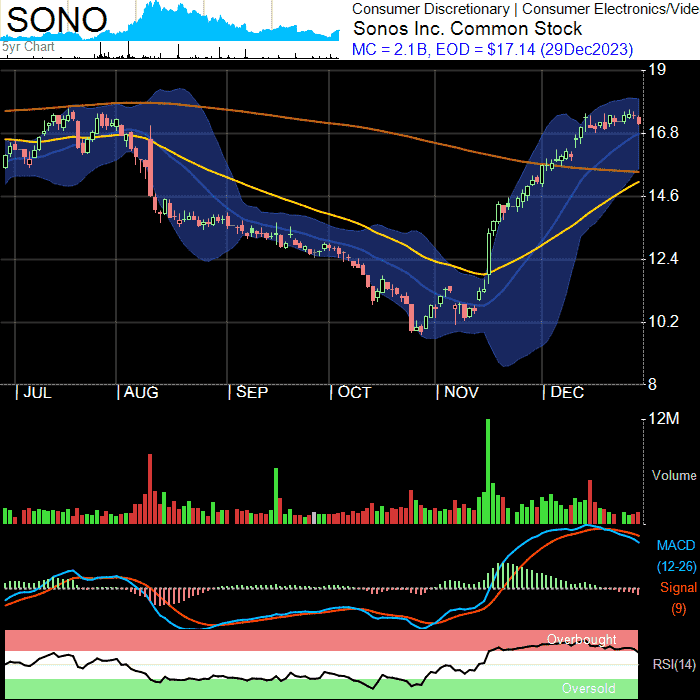 SONO
5yr Chart
Consumer Discretionary | Consumer Electronics/Vide
Sonos Inc. Common Stock
MC = 2.1B, EOD = $17.14 (29Dec2023)
19
16.8
14.6
12.4
10.2
8
|JUL |AUG |SEP |OCT |NOV |DEC
12M
Volume
MACD
(12-26)
Signal
(9)
Overbought
RSI(14)
Oversold